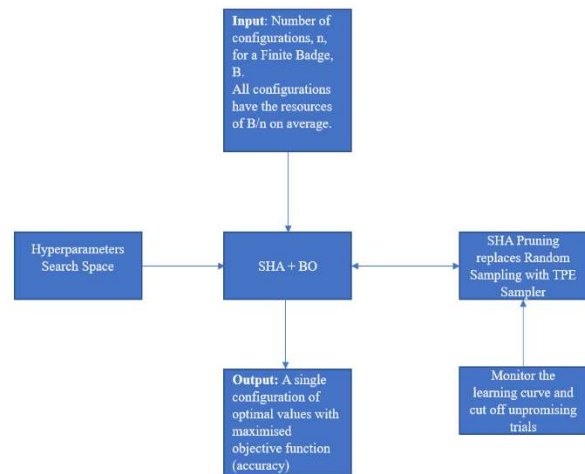 Input: Number of
configurations, n,
for a Finite Badge,
B.
All configurations
have the resources
of B/n on average.
Hyperparameters
Search Space
SHA + BO
SHA Pruning
replaces Random
Sampling with TPE
Sampler
Output: A single
configuration of
optimal values with
maximised
objective function
(accuracy)
Monitor the
learning curve and
cut off unpromising
trials